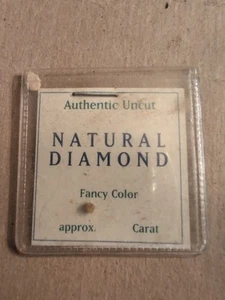 Authentic Uncut
NATURAL
DIAMOND
Fancy Color
approx. Carat